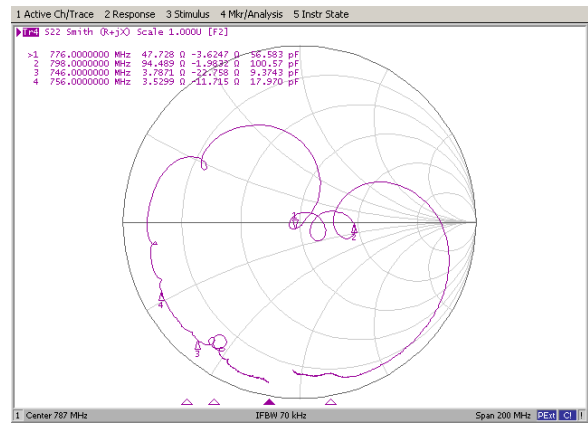 1 Active Ch/Trace 2 Response 3 Stimulus 4 Mkr/Analysis 5 Instr State
Tr4 S22 Smith (R+jX) Scale 1.000U [F2]
>1 776.0000000 MHz 47.728 Ω -3.6247 Ω 56.583 pF
2 798.0000000 MHz 94.489 Ω -1.9832 Ω 100.57 pF
3 746.0000000 MHz 3.7871 Ω -22.758 Ω 9.3743 pF
4 756.0000000 MHz 3.5299 Ω -11.715 Ω 17.970 pF
1
2
4
3
1 Center 787 MHz IFBW 70 kHz Span 200 MHz PExt C! !